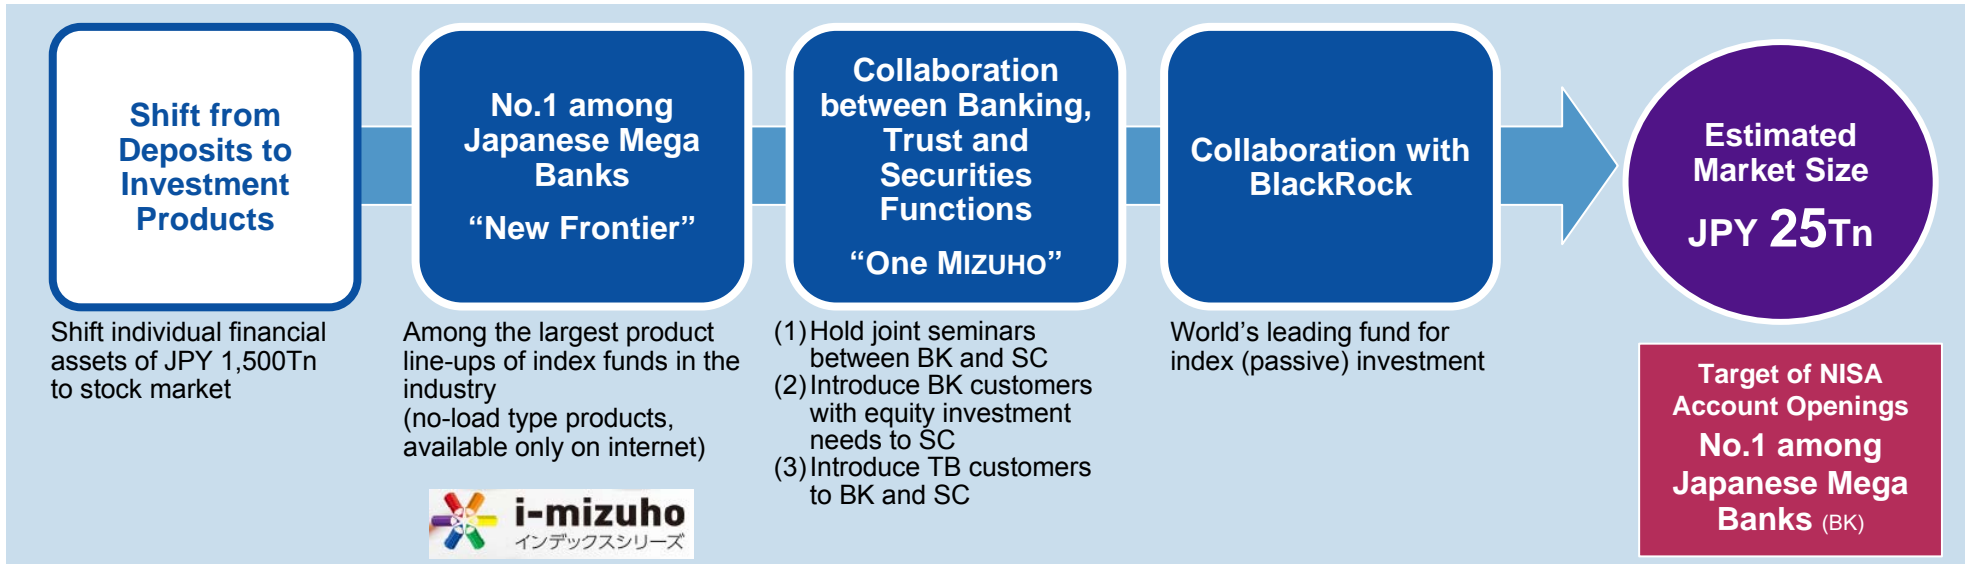 Shift from
Deposits to
Investment
Products
Shift individual financial
assets of JPY 1,500Tn
to stock market
No.1 among
Japanese Mega
Banks
“New Frontier”
Among the largest product
line-ups of index funds in the
industry
(no-load type products,
available only on internet)
i-mizuho
インデックスシリーズ
Collaboration
between Banking,
Trust and
Securities
Functions
“One MIZUHO”
(1) Hold joint seminars
between BK and SC
(2) Introduce BK customers
with equity investment
needs to SC
(3) Introduce TB customers
to BK and SC
Collaboration with
BlackRock
World’s leading fund for
index (passive) investment
Estimated
Market Size
JPY 25Tn
Target of NISA
Account Openings
No.1 among
Japanese Mega
Banks (BK)